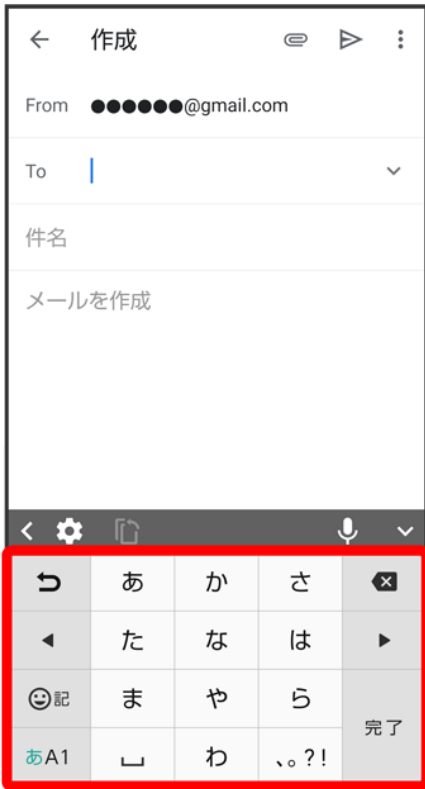 作成
From ●●●●●●@gmail.com
To
件名
メールを作成
あ か さ
た な は
記 ま や ら
完了
あA1 わ 、。?!